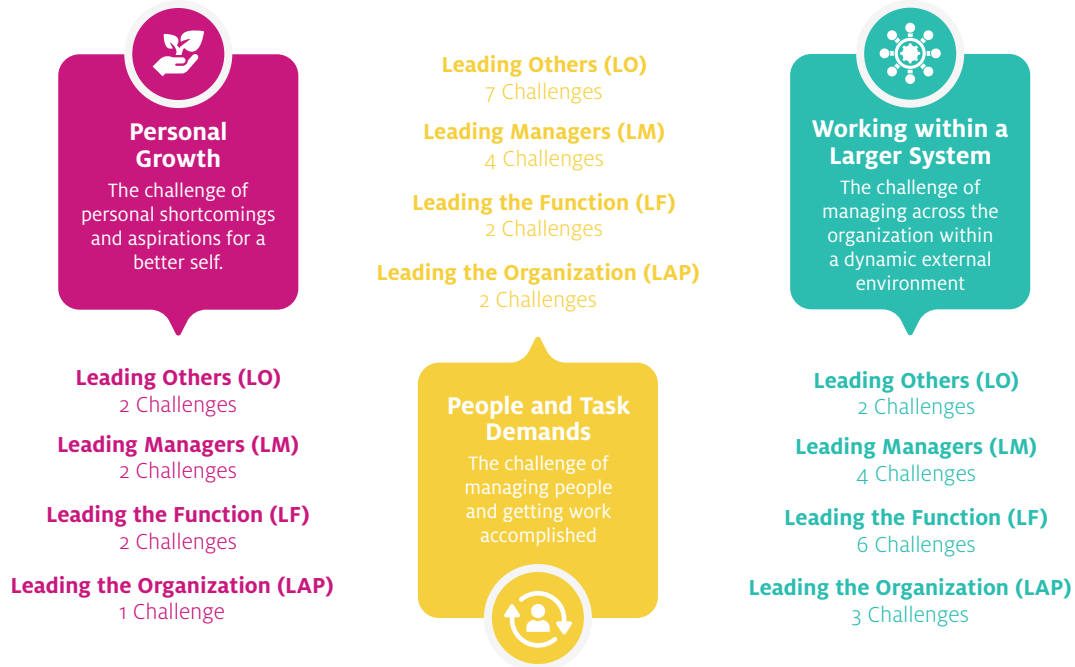 Personal
Growth
The challenge of
personal shortcomings
and aspirations for a
better self.
Leading Others (LO)
2 Challenges
Leading Managers (LM)
2 Challenges
Leading the Function (LF)
2 Challenges
Leading the Organization (LAP)
1 Challenge
Leading Others (LO)
7 Challenges
Leading Managers (LM)
4 Challenges
Leading the Function (LF)
2 Challenges
Leading the Organization (LAP)
2 Challenges
People and Task
Demands
The challenge of
managing people
and getting work
accomplished
Working within a
Larger System
The challenge of
managing across the
organization within
a dynamic external
environment
Leading Others (LO)
2 Challenges
Leading Managers (LM)
4 Challenges
Leading the Function (LF)
6 Challenges
Leading the Organization (LAP)
3 Challenges